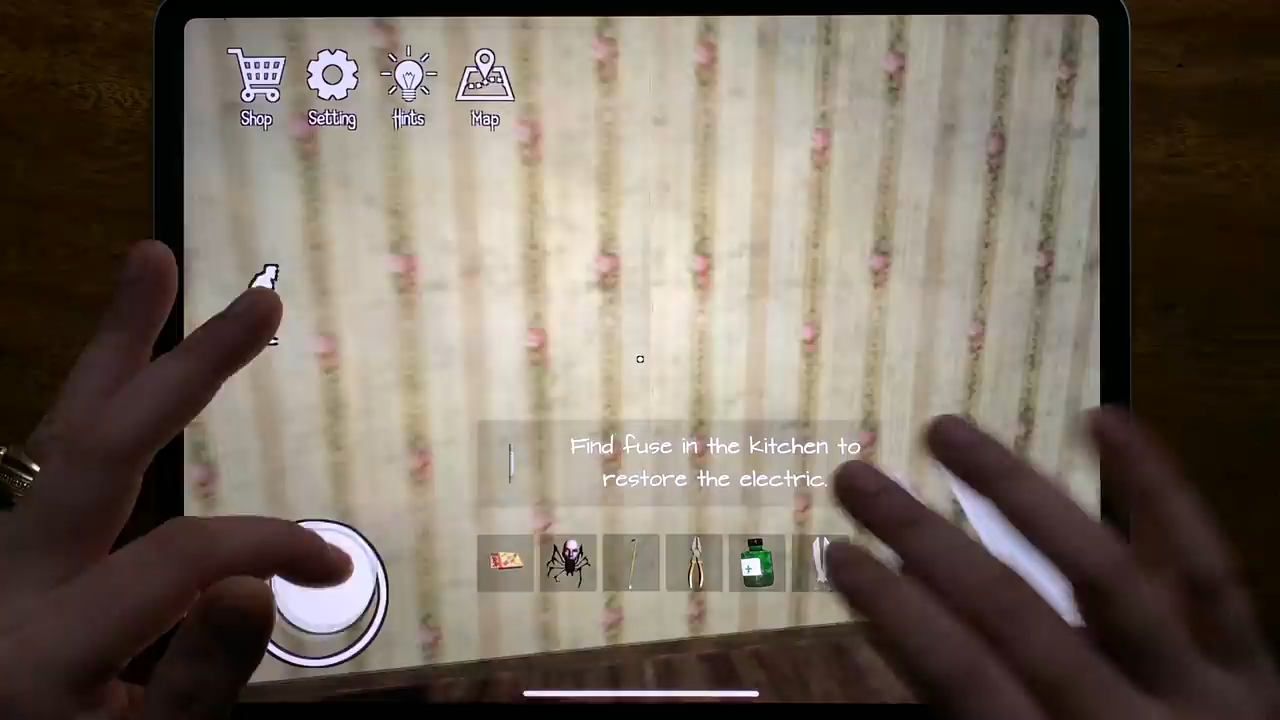 Shop Setting Hints Map
Find fuse in the kitchen to
restore the electric.